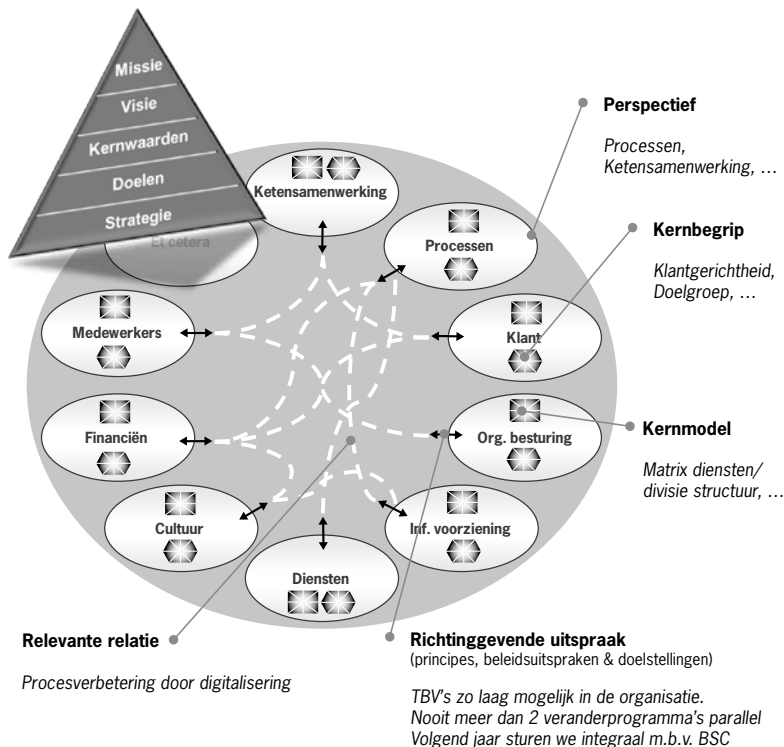 Missie
Visie
Kernwaarden
Doelen
Strategie
Et cetera
Ketensamenwerking
Processen
Klant
Org. besturing
Inf. voorziening
Diensten
Cultuur
Financiën
Medewerkers
Perspectief
Processen,
Ketensamenwerking, ...
Kernbegrip
Klantgerichtheid,
Doelgroep, ...
Kernmodel
Matrix diensten/
divisie structuur, ...
Relevante relatie
Procesverbetering door digitalisering
Richtinggevende uitspraak
(principes, beleidsuitspraken & doelstellingen)
TBV's zo laag mogelijk in de organisatie.
Nooit meer dan 2 veranderprogramma's parallel
Volgend jaar sturen we integraal m.b.v. BSC